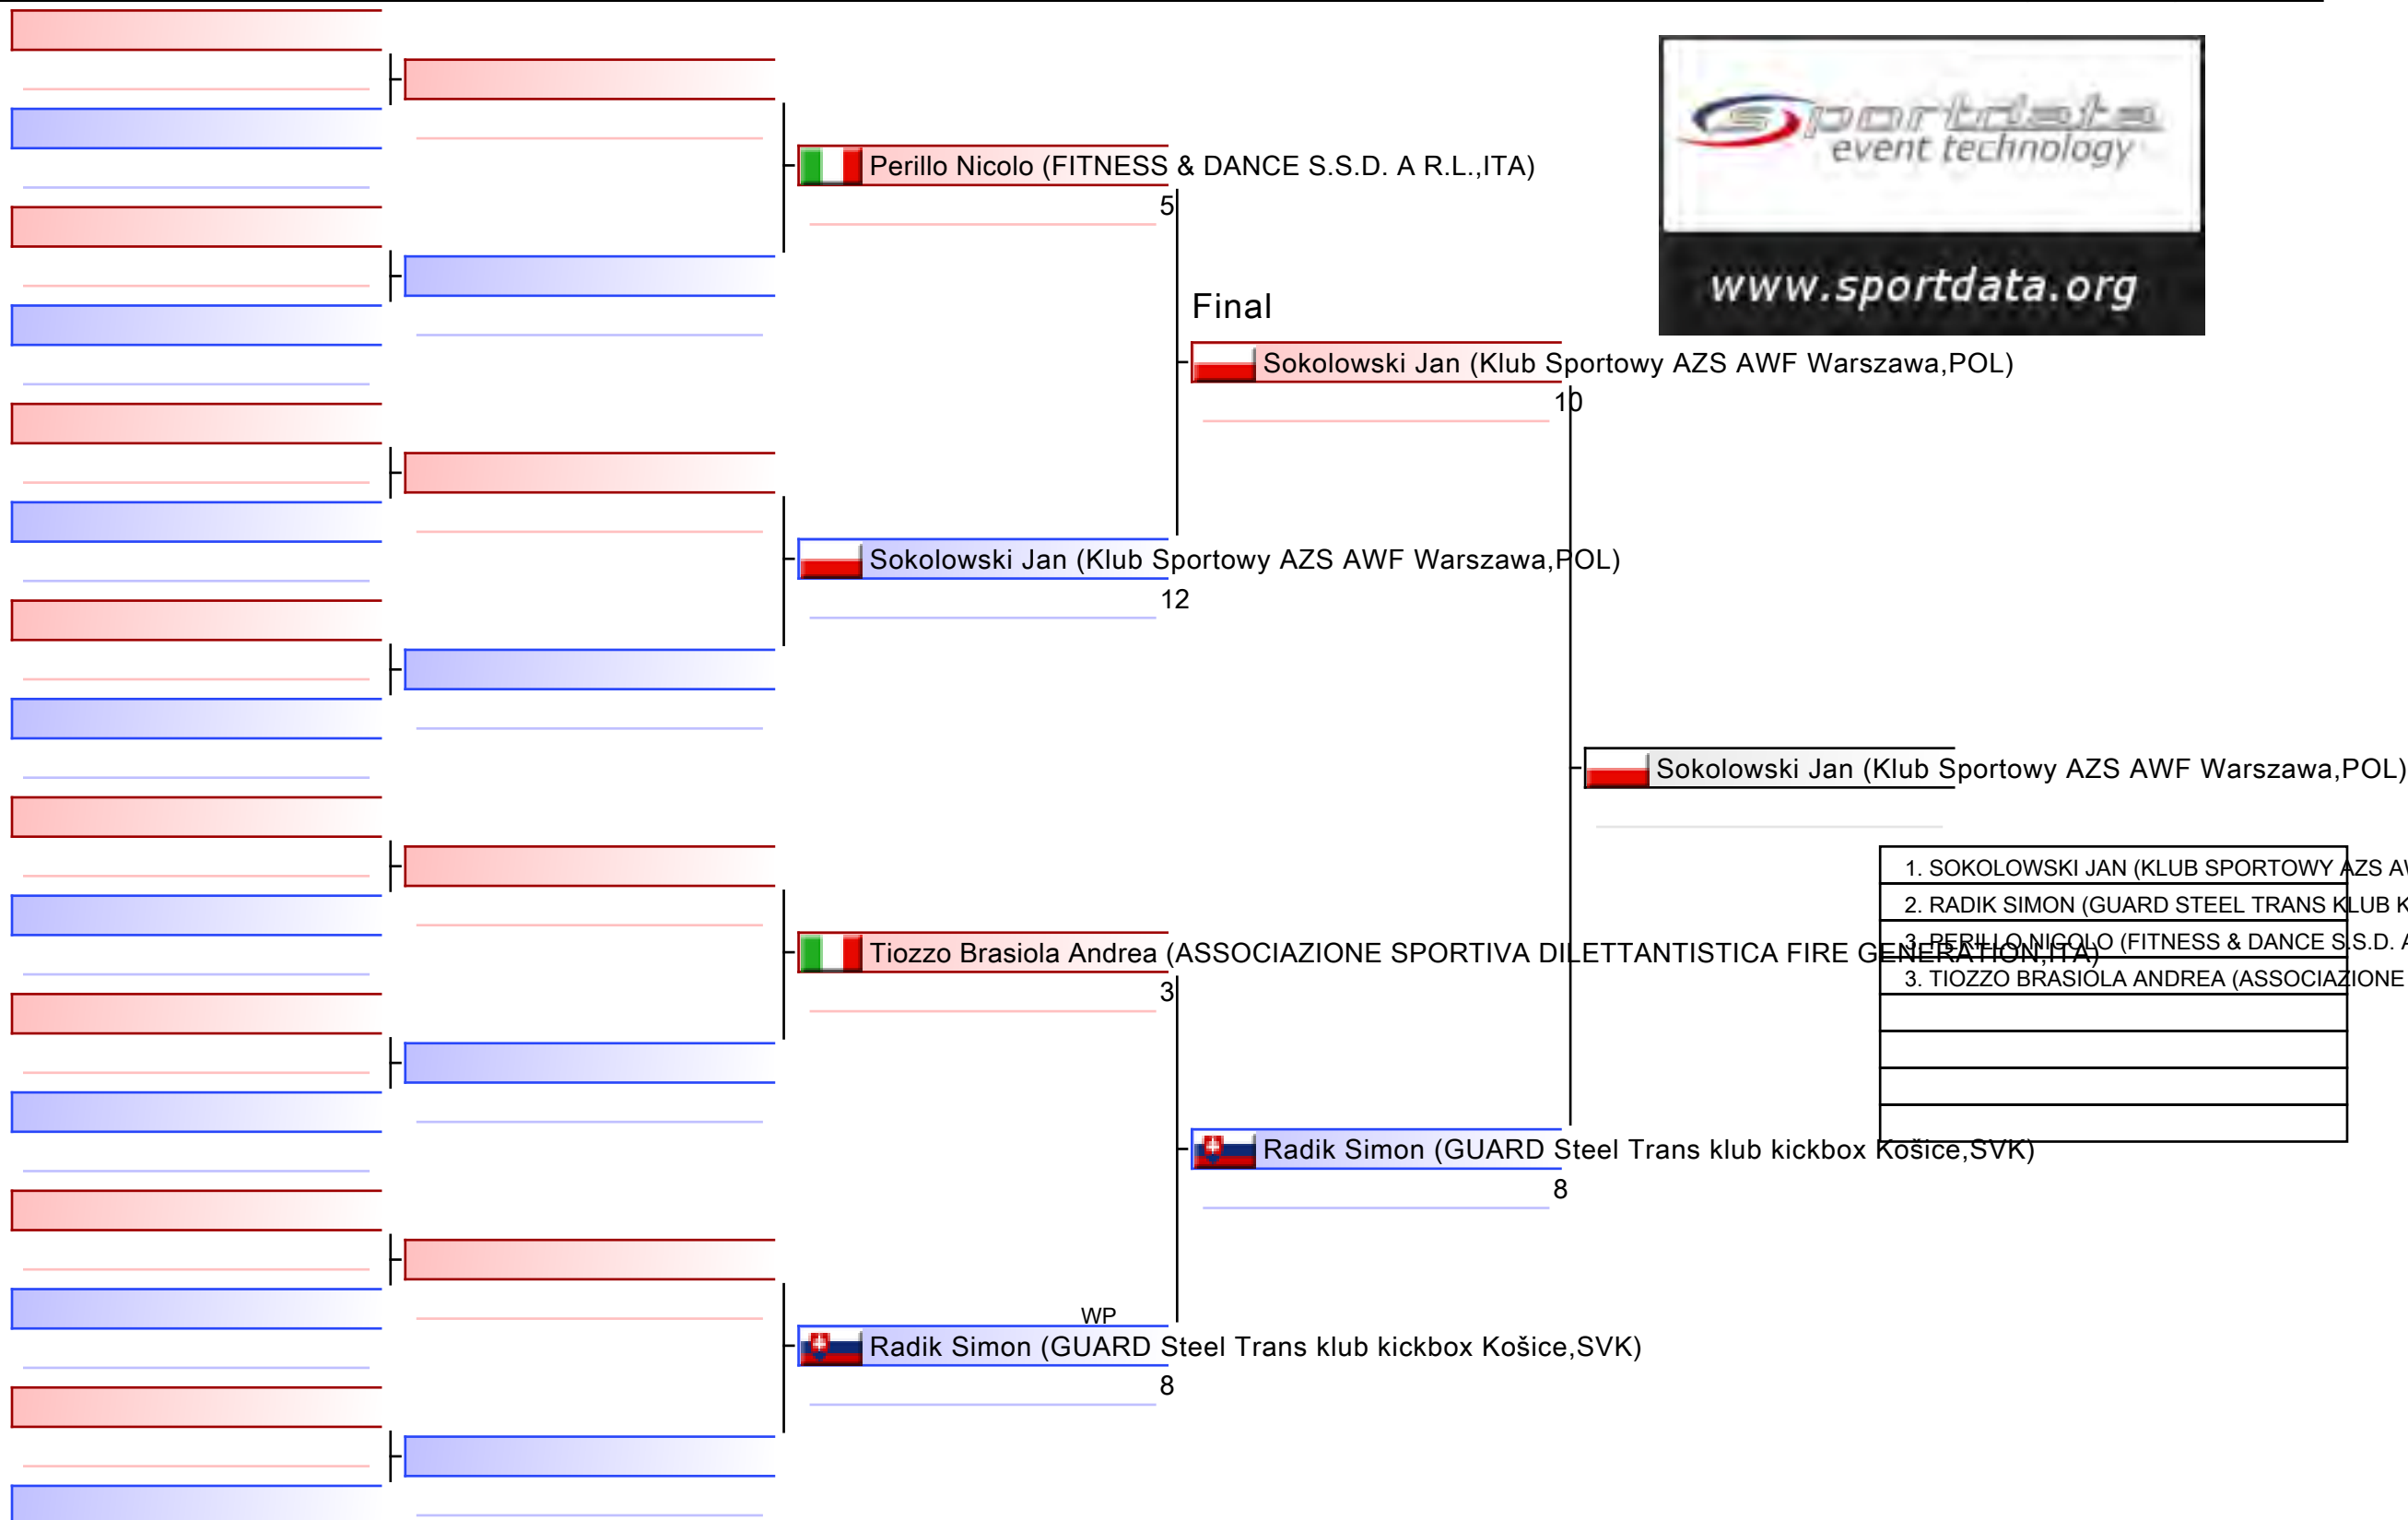 sportdata
event technology
www.sportdata.org
Perillo Nicolo (FITNESS & DANCE S.S.D. A R.L.,ITA)
5
Final
Sokolowski Jan (Klub Sportowy AZS AWF Warszawa,POL)
10
Sokolowski Jan (Klub Sportowy AZS AWF Warszawa,POL)
12
Sokolowski Jan (Klub Sportowy AZS AWF Warszawa,POL)
1. SOKOLOWSKI JAN (KLUB SPORTOWY AZS AW
2. RADIK SIMON (GUARD STEEL TRANS KLUB K
3. PERILLO NICOLO (FITNESS & DANCE S.S.D. A
3. TIOZZO BRASIOLA ANDREA (ASSOCIAZIONE
Tiozzo Brasiola Andrea (ASSOCIAZIONE SPORTIVA DILETTANTISTICA FIRE GENERATION,ITA)
3
Radik Simon (GUARD Steel Trans klub kickbox Košice,SVK)
8
WP
Radik Simon (GUARD Steel Trans klub kickbox Košice,SVK)
8